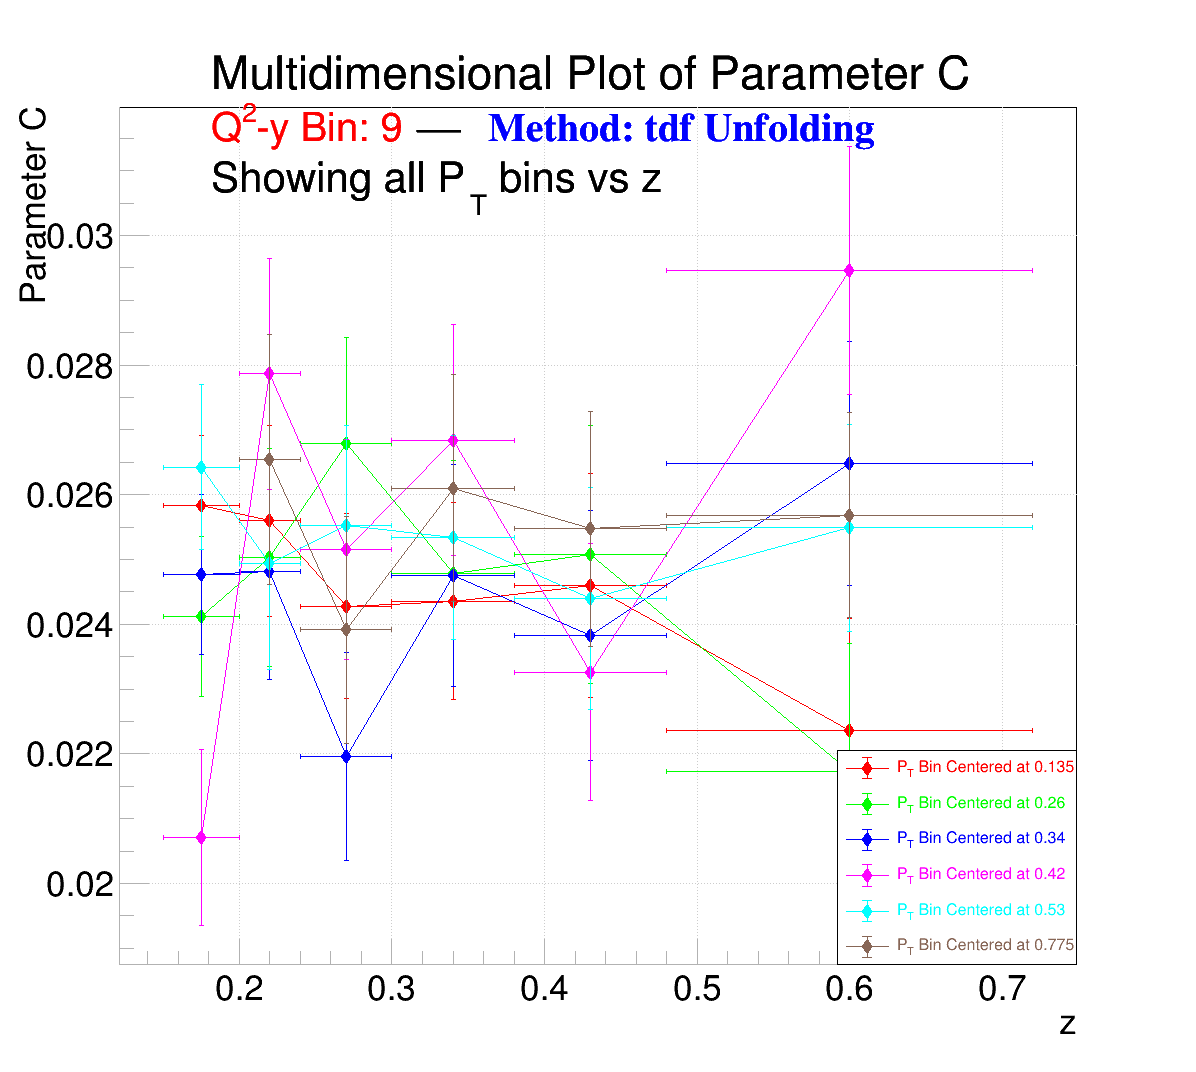 Multidimensional Plot of Parameter C
Q²-y Bin: 9 — Method: tdf Unfolding
Showing all P_T bins vs z
Parameter C
0.03
0.028
0.026
0.024
0.022
0.02
P_T Bin Centered at 0.135
P_T Bin Centered at 0.26
P_T Bin Centered at 0.34
P_T Bin Centered at 0.42
P_T Bin Centered at 0.53
P_T Bin Centered at 0.775
0.2 0.3 0.4 0.5 0.6 0.7
z